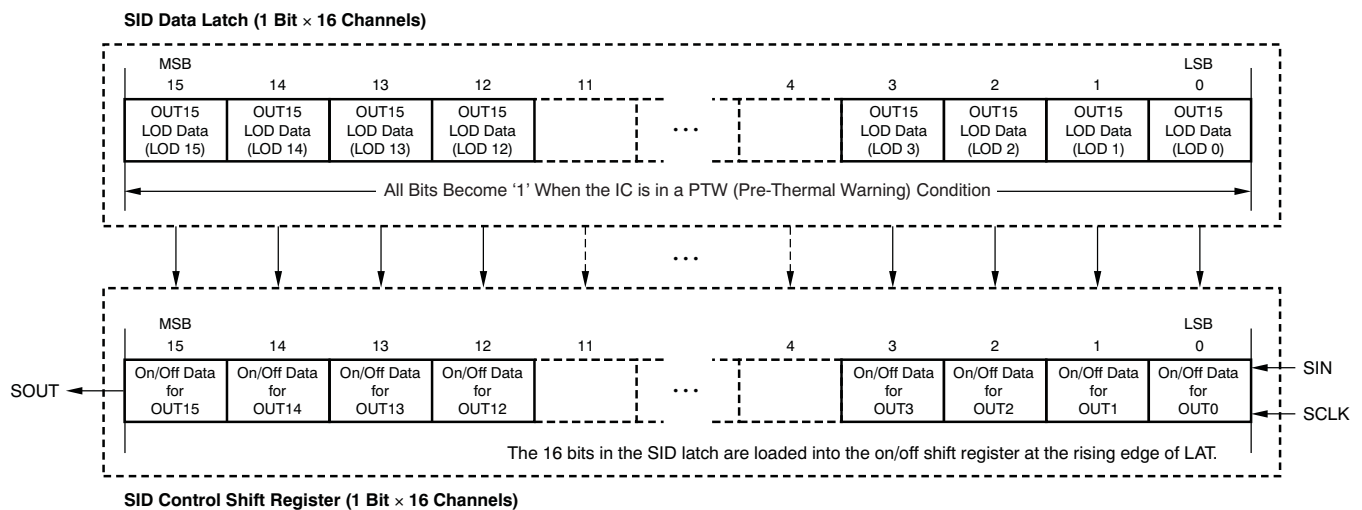 SID Data Latch (1 Bit × 16 Channels)
MSB LSB
15 14 13 12 11 4 3 2 1 0
OUT15 OUT15 OUT15 OUT15 OUT15 OUT15 OUT15 OUT15
LOD Data LOD Data LOD Data LOD Data ••• LOD Data LOD Data LOD Data LOD Data
(LOD 15) (LOD 14) (LOD 13) (LOD 12) (LOD 3) (LOD 2) (LOD 1) (LOD 0)
All Bits Become ‘1’ When the IC is in a PTW (Pre-Thermal Warning) Condition
•••
MSB LSB
15 14 13 12 11 4 3 2 1 0
On/Off Data On/Off Data On/Off Data On/Off Data On/Off Data On/Off Data On/Off Data On/Off Data SIN
SOUT for for for for ••• for for for for
OUT15 OUT14 OUT13 OUT12 OUT3 OUT2 OUT1 OUT0 SCLK
The 16 bits in the SID latch are loaded into the on/off shift register at the rising edge of LAT.
SID Control Shift Register (1 Bit × 16 Channels)